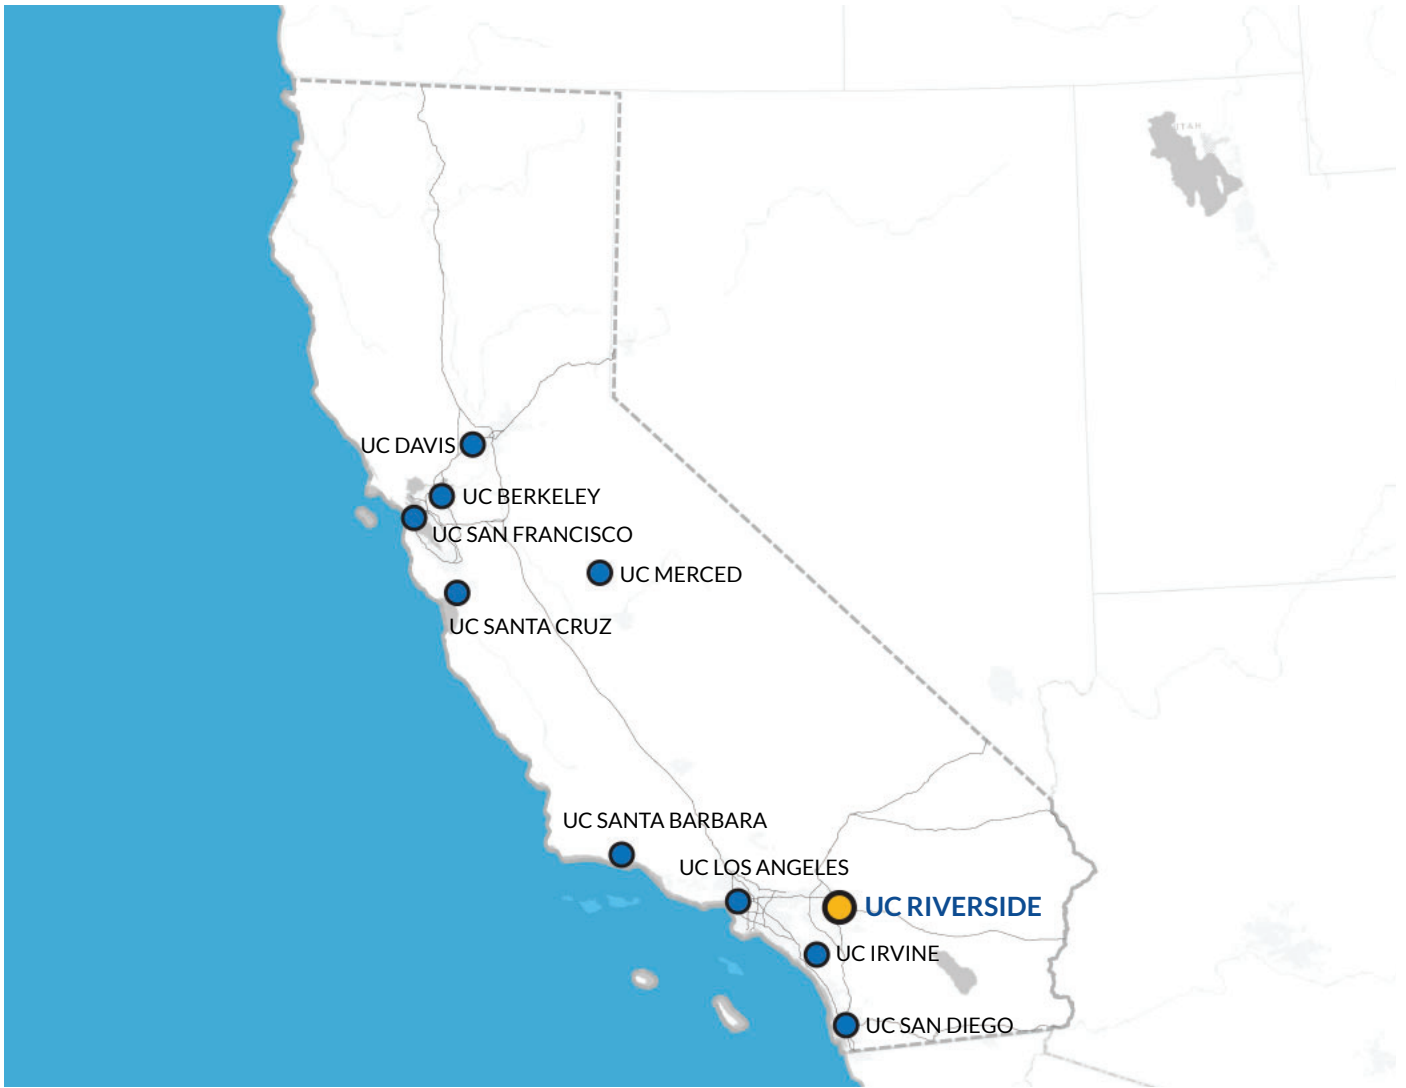 UTAH
UC DAVIS
UC BERKELEY
UC SAN FRANCISCO
UC MERCED
UC SANTA CRUZ
UC SANTA BARBARA
UC LOS ANGELES
UC RIVERSIDE
UC IRVINE
UC SAN DIEGO